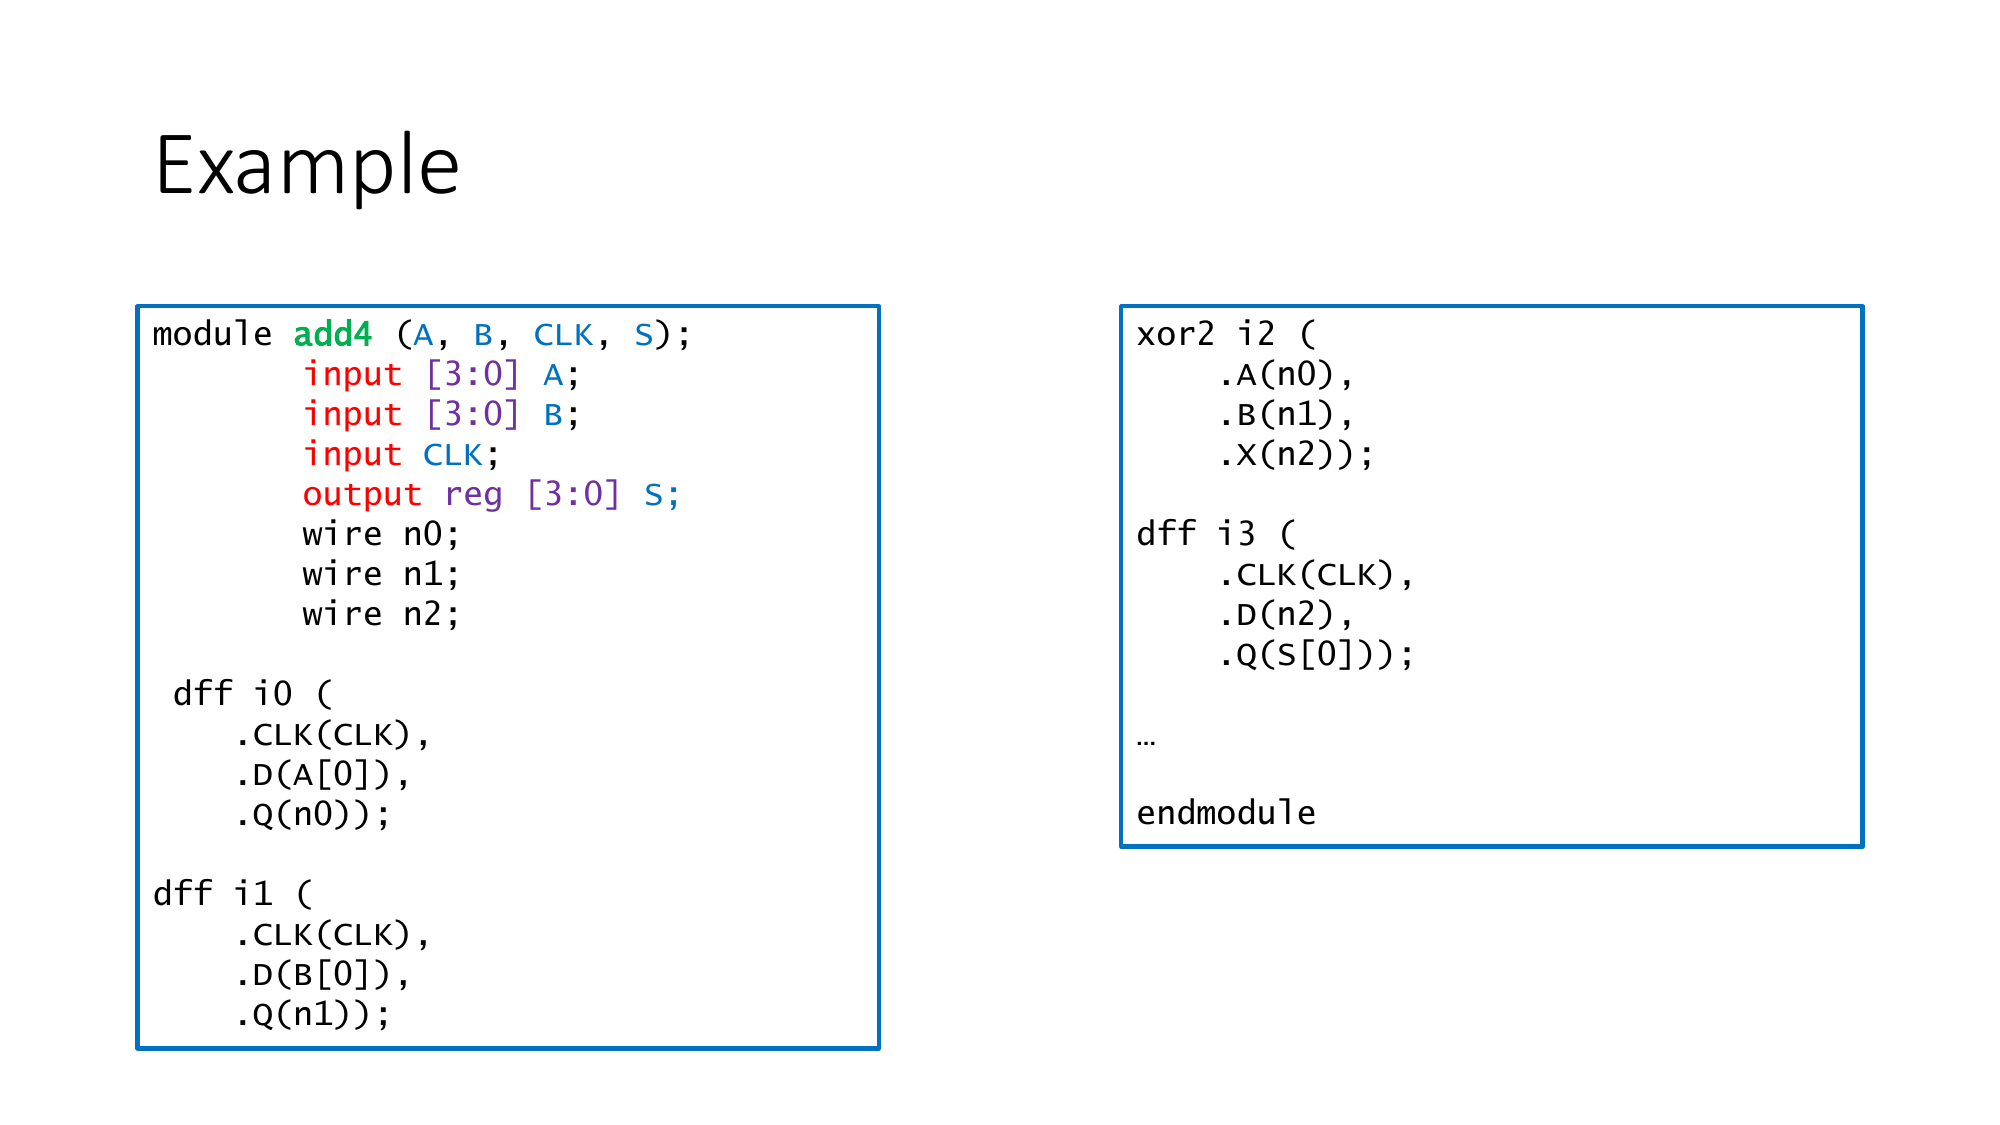 Example
module add4 (A, B, CLK, S);
input [3:0] A;
input [3:0] B;
input CLK;
output reg [3:0] S;
wire n0;
wire n1;
wire n2;
dff i0 (
.CLK(CLK),
.D(A[0]),
.Q(n0));
dff i1 (
.CLK(CLK),
.D(B[0]),
.Q(n1));
xor2 i2 (
.A(n0),
.B(n1),
.X(n2));
dff i3 (
.CLK(CLK),
.D(n2),
.Q(S[0]));
…
endmodule